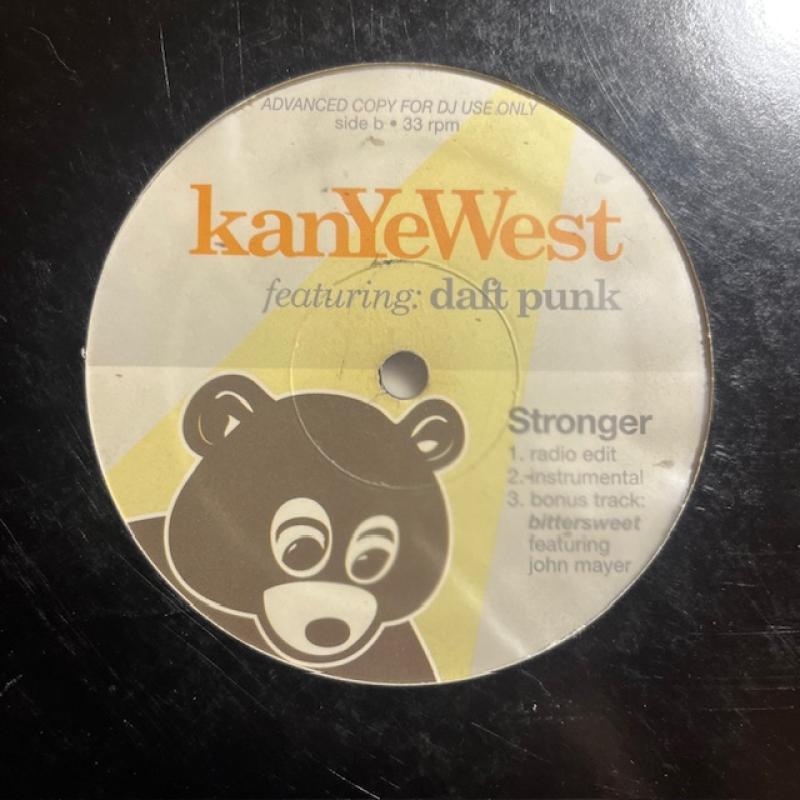 ADVANCED COPY FOR DJ USE ONLY
side b • 33 rpm
kanYeWest
featuring: daft punk
Stronger
1. radio edit
2. instrumental
3. bonus track:
bittersweet
featuring
john mayer